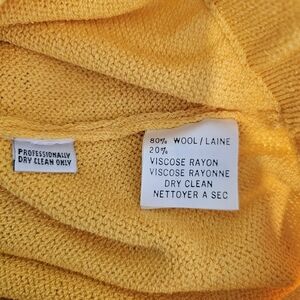 PROFESSIONALLY
DRY CLEAN ONLY
80% WOOL/LAINE
20%
VISCOSE RAYON
VISCOSE RAYONNE
DRY CLEAN
NETTOYER A SEC